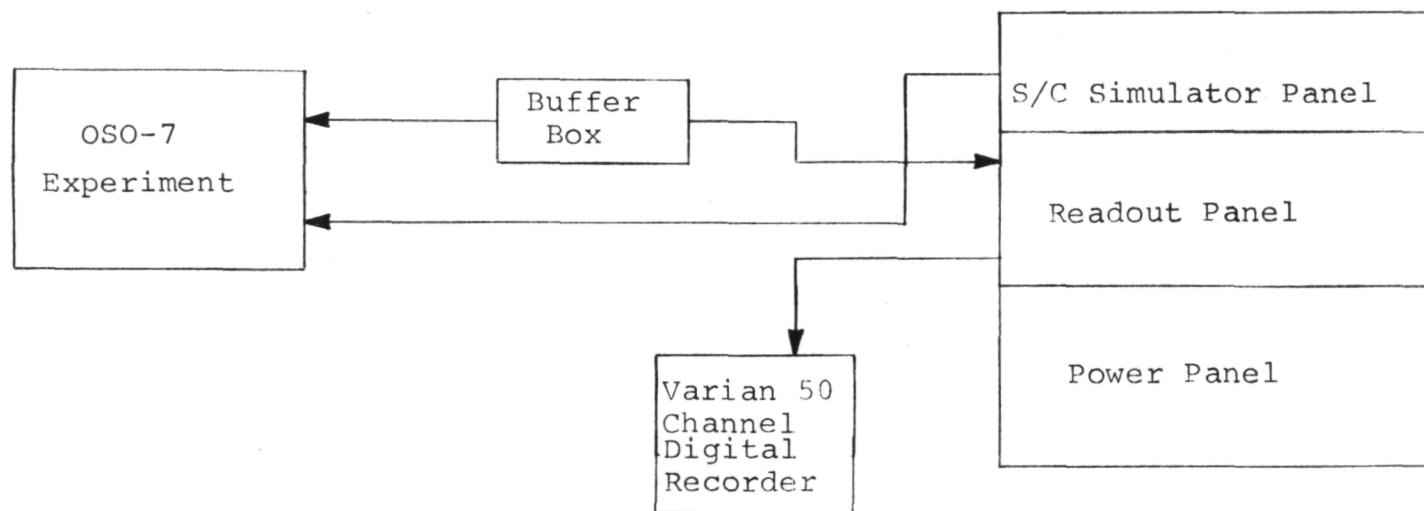 OSO-7
Experiment
Buffer
Box
S/C Simulator Panel
Readout Panel
Power Panel
Varian 50
Channel
Digital
Recorder